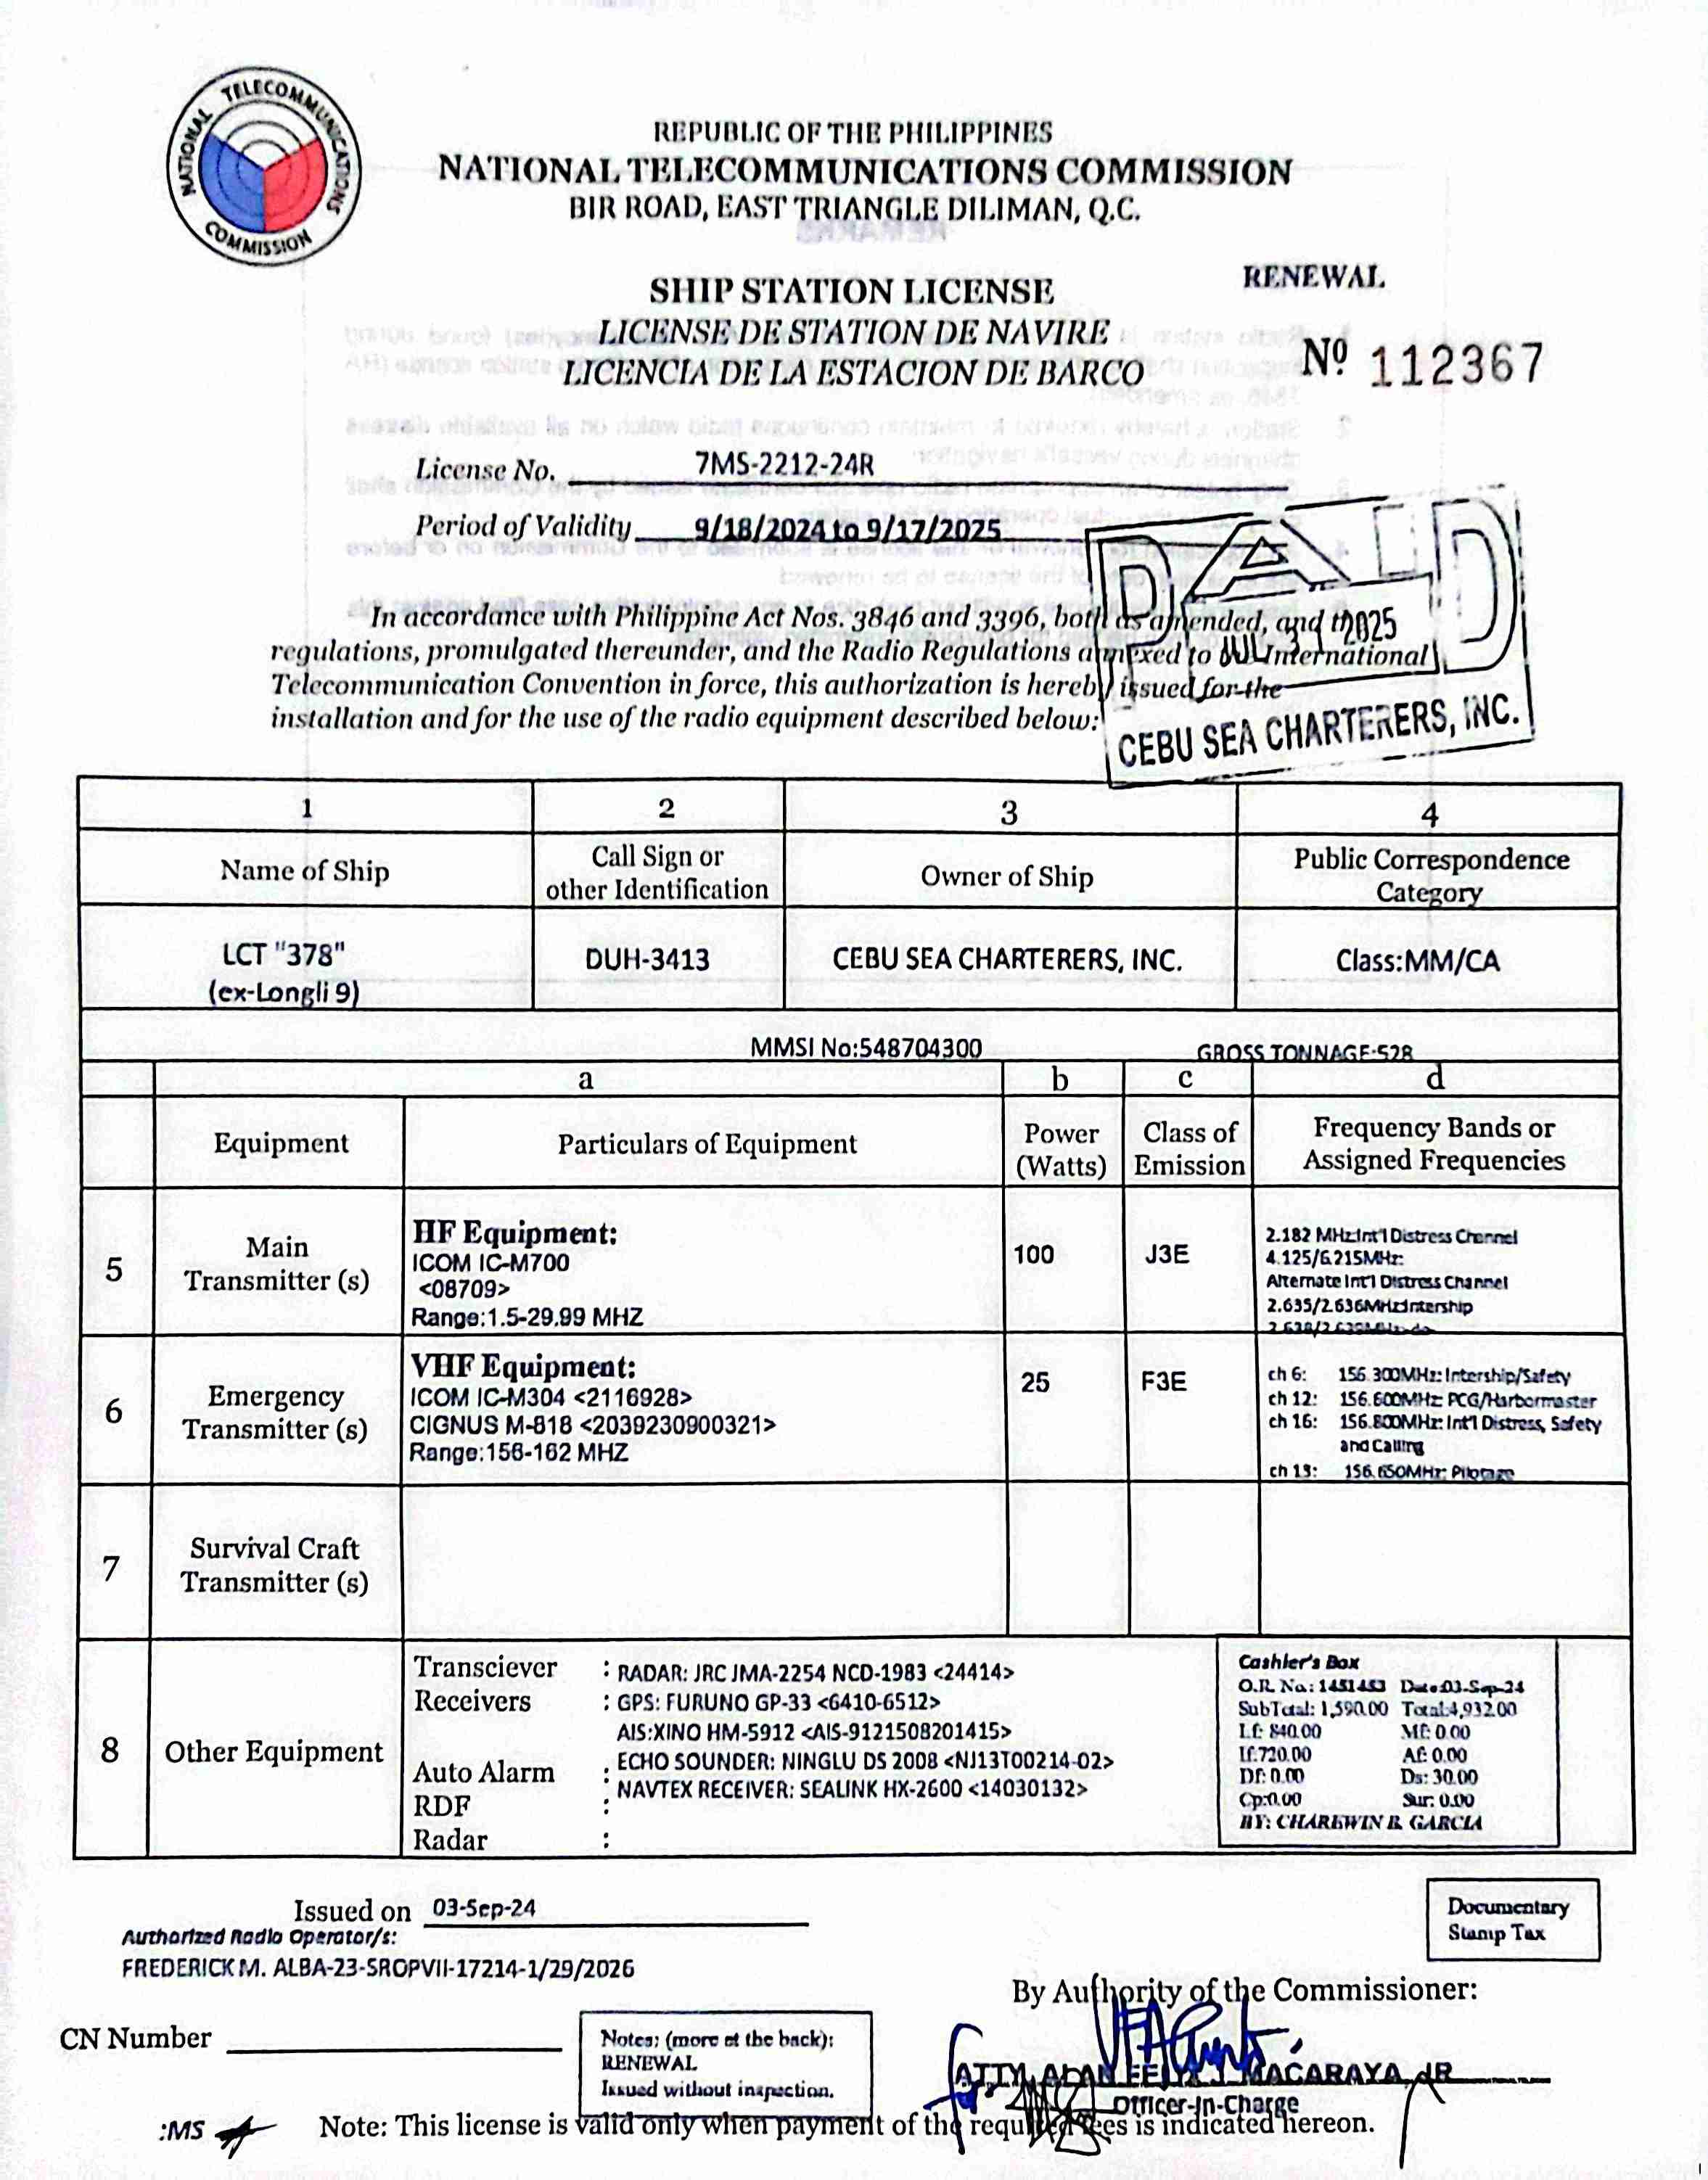 NATIONAL TELECOMMUNICATIONS COMMISSION
REPUBLIC OF THE PHILIPPINES
NATIONAL TELECOMMUNICATIONS COMMISSION
BIR ROAD, EAST TRIANGLE DILIMAN, Q.C.
RENEWAL
SHIP STATION LICENSE
LICENSE DE STATION DE NAVIRE
LICENCIA DE LA ESTACION DE BARCO
Nº 112367
License No. 7MS-2212-24R
Period of Validity 9/18/2024 to 9/17/2025
PAID
JUL 31 2025
CEBU SEA CHARTERERS, INC.
In accordance with Philippine Act Nos. 3846 and 3396, both as amended, and the
regulations, promulgated thereunder, and the Radio Regulations annexed to International
Telecommunication Convention in force, this authorization is hereby issued for the
installation and for the use of the radio equipment described below:
1 2 3 4
Name of Ship
Call Sign or
other Identification
Owner of Ship
Public Correspondence
Category
LCT "378"
(ex-Longli 9)
DUH-3413
CEBU SEA CHARTERERS, INC.
Class:MM/CA
MMSI No:548704300 GROSS TONNAGE:528
a b c d
Equipment
Particulars of Equipment
Power
(Watts)
Class of
Emission
Frequency Bands or
Assigned Frequencies
5
Main
Transmitter (s)
HF Equipment:
ICOM IC-M700
<08709>
Range:1.5-29.99 MHZ
100
J3E
2.182 MHz:Int'l Distress Channel
4.125/6.215MHz:
Alternate Int'l Distress Channel
2.635/2.636MHz:Intership
2.638/2.639MHz:-do-
6
Emergency
Transmitter (s)
VHF Equipment:
ICOM IC-M304 <2116928>
CIGNUS M-818 <2039230900321>
Range:156-162 MHZ
25
F3E
ch 6: 156.300MHz: Intership/Safety
ch 12: 156.600MHz: PCG/Harbormaster
ch 16: 156.800MHz: Int'l Distress, Safety
and Calling
ch 13: 156.650MHz: Pilotage
7
Survival Craft
Transmitter (s)
8
Other Equipment
Transciever : RADAR: JRC JMA-2254 NCD-1983 <24414>
Receivers : GPS: FURUNO GP-33 <6410-6512>
AIS:XINO HM-5912 <AIS-9121508201415>
ECHO SOUNDER: NINGLU DS 2008 <NJ13T00214-02>
Auto Alarm : NAVTEX RECEIVER: SEALINK HX-2600 <14030132>
RDF :
Radar :
Cashier's Box
O.R. No.: 1451453 Date:03-Sep-24
SubTotal: 1,590.00 Total:4,932.00
Lf: 840.00 Mf: 0.00
If:720.00 Af: 0.00
Df: 0.00 Ds: 30.00
Cp:0.00 Sur: 0.00
BY: CHAREWIN B. GARCIA
Issued on 03-Sep-24
Authorized Radio Operator/s:
FREDERICK M. ALBA-23-SROPVII-17214-1/29/2026
Documentary
Stamp Tax
By Authority of the Commissioner:
CN Number
Notes: (more at the back):
RENEWAL
Issued without inspection.
ATTY. ALAN FELIX J. MACARAYA, JR
Officer-In-Charge
:MS
Note: This license is valid only when payment of the required fees is indicated hereon.